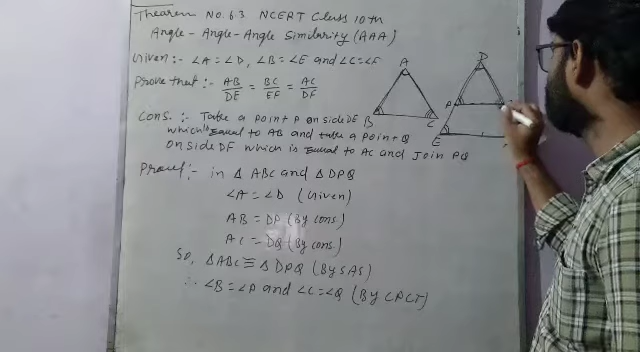 Theorem NO. 6.3 NCERT Class 10th
Angle-Angle-Angle Similarity (AAA)
Given :- ∠A = ∠D, ∠B = ∠E and ∠C = ∠F
Prove that :- AB/DE = BC/EF = AC/DF
Cons. :- Take a point P on side DE
which is equal to AB and take a point Q
on side DF which is equal to AC and Join PQ
Proof :- in Δ ABC and Δ DPQ
∠A = ∠D (Given)
AB = DP (By cons)
AC = DQ (By cons)
So, Δ ABC ≅ Δ DPQ (By SAS)
∴ ∠B = ∠P and ∠C = ∠Q (By CPCT)
A
B
C
D
P
E